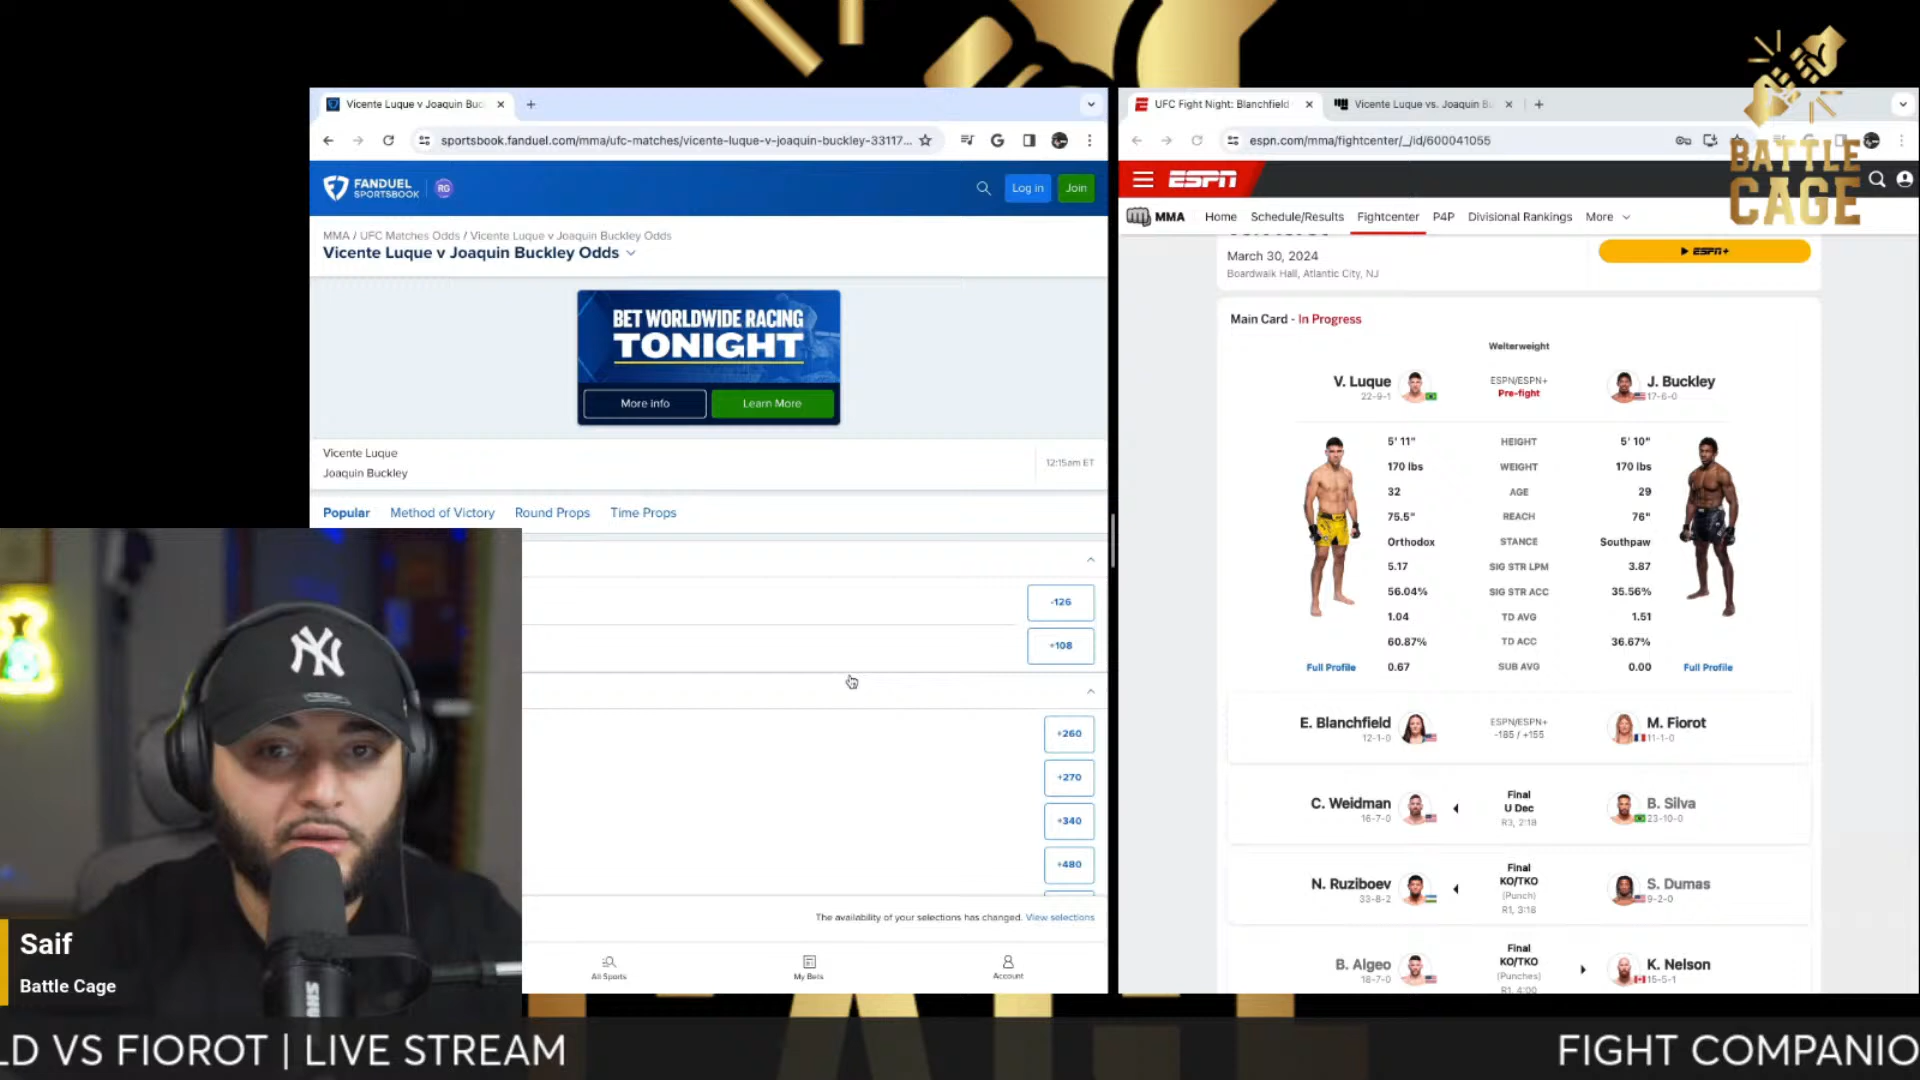 Vicente Luque v Joaquin Buc
sportsbook.fanduel.com/mma/ufc-matches/vicente-luque-v-joaquin-buckley-33117...
FANDUEL
SPORTSBOOK
RG
Log in
Join
MMA / UFC Matches Odds / Vicente Luque v Joaquin Buckley Odds
Vicente Luque v Joaquin Buckley Odds
BET WORLDWIDE RACING
TONIGHT
More info
Learn More
Vicente Luque
Joaquin Buckley
12:15am ET
Popular Method of Victory Round Props Time Props
-126
+108
+260
+270
+340
+480
The availability of your selections has changed. View selections
All Sports
My Bets
Account
UFC Fight Night: Blanchfield
Vicente Luque vs. Joaquin B
espn.com/mma/fightcenter/_/id/600041055
BATTLE
CAGE
ESPN
MMA Home Schedule/Results Fightcenter P4P Divisional Rankings More
March 30, 2024
Boardwalk Hall, Atlantic City, NJ
ESPN+
Main Card - In Progress
Welterweight
V. Luque
22-9-1
ESPN/ESPN+
Pre-fight
J. Buckley
17-6-0
5' 11" HEIGHT 5' 10"
170 lbs WEIGHT 170 lbs
32 AGE 29
75.5" REACH 76"
Orthodox STANCE Southpaw
5.17 SIG STR LPM 3.87
56.04% SIG STR ACC 35.56%
1.04 TD AVG 1.51
60.87% TD ACC 36.67%
Full Profile 0.67 SUB AVG 0.00 Full Profile
E. Blanchfield
12-1-0
ESPN/ESPN+
-185 / +155
M. Fiorot
11-1-0
C. Weidman
16-7-0
Final
U Dec
R3, 2:18
B. Silva
23-10-0
N. Ruziboev
33-8-2
Final
KO/TKO
(Punch)
R1, 3:18
S. Dumas
9-2-0
B. Algeo
18-7-0
Final
KO/TKO
(Punches)
R1, 4:00
K. Nelson
15-5-1
NY
SHU
Saif
Battle Cage
LD VS FIOROT | LIVE STREAM
FIGHT COMPANIO